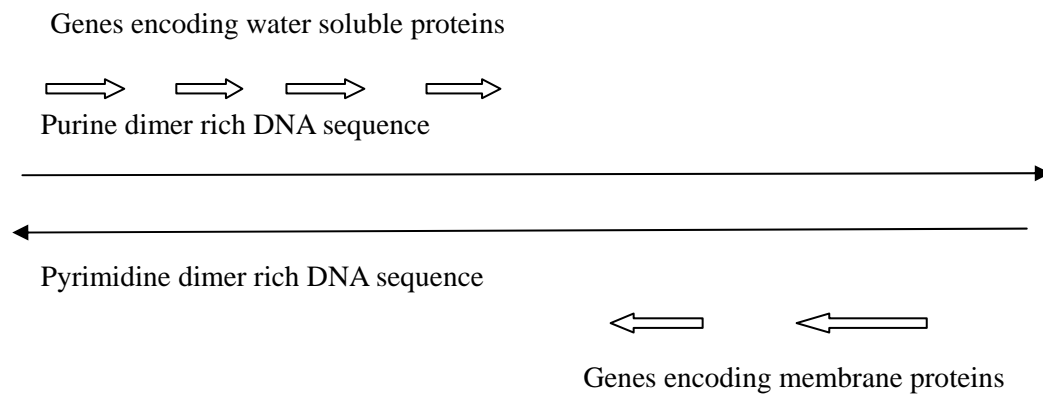 Genes encoding water soluble proteins
Purine dimer rich DNA sequence
Pyrimidine dimer rich DNA sequence
Genes encoding membrane proteins